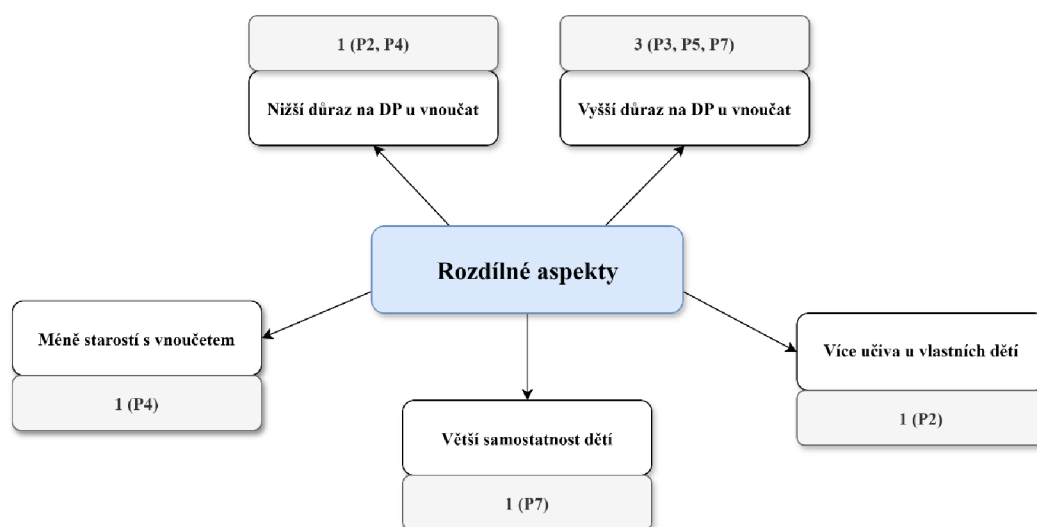 1 (P2, P4)
Nižší důraz na DP u vnoučat
3 (P3, P5, P7)
Vyšší důraz na DP u vnoučat
Rozdílné aspekty
Méně starostí s vnoučetem
1 (P4)
Větší samostatnost dětí
1 (P7)
Více učiva u vlastních dětí
1 (P2)